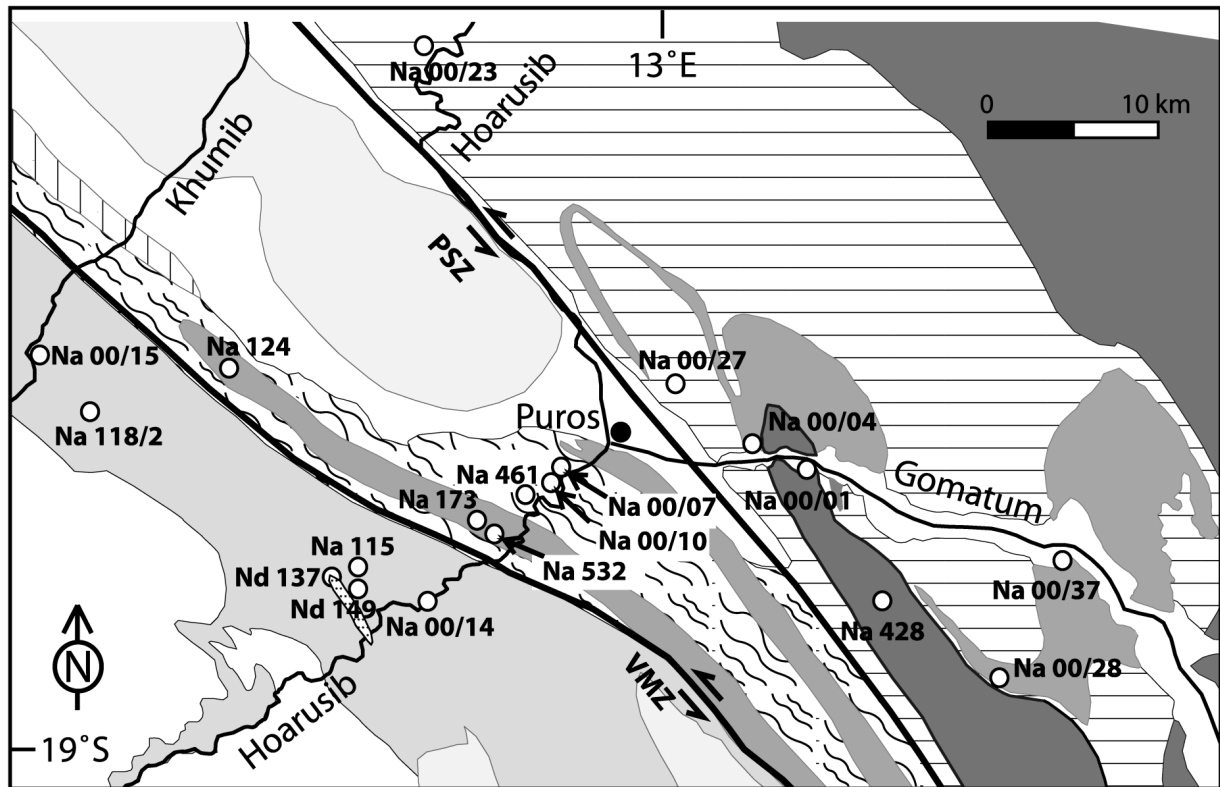 13°E
Na 00/23
Hoarusib
0 10 km
Khumib
PSZ
Na 124
Na 00/15
Na 00/27
Na 118/2
Puros
Na 00/04
Na 461
Na 00/07
Na 00/01
Gomatum
Na 173
Na 00/10
Na 532
Na 115
Nd 137
Nd 149
Na 00/14
Na 00/37
Na 428
Na 00/28
N
VMZ
Hoarusib
19°S